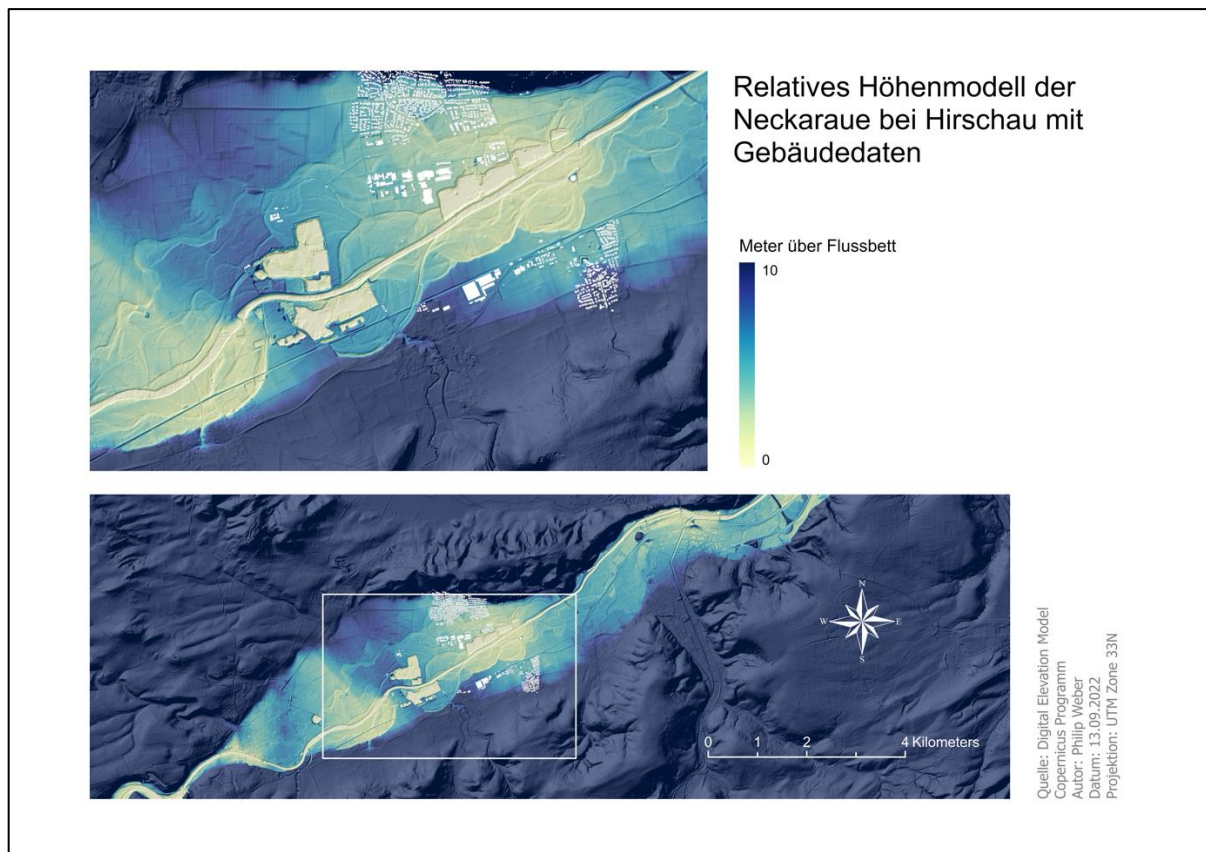 Relatives Höhenmodell der
Neckaraue bei Hirschau mit
Gebäudedaten
Meter über Flussbett
10
0
N
W
E
S
0
1
2
4 Kilometers
Quelle: Digital Elevation Model
Copernicus Programm
Autor: Philip Weber
Datum: 13.09.2022
Projektion: UTM Zone 33N